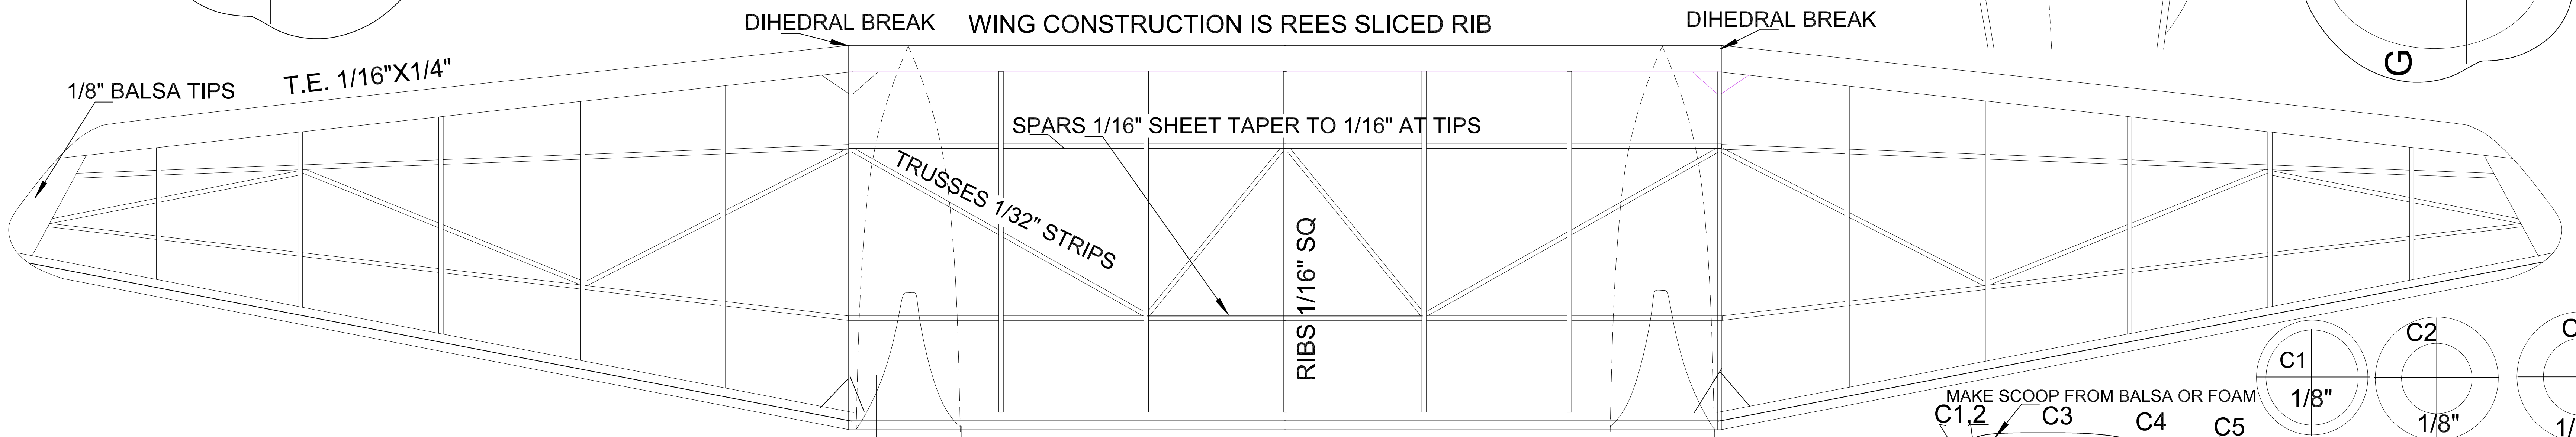 DIHEDRAL BREAK
WING CONSTRUCTION IS REES SLICED RIB
DIHEDRAL BREAK
1/8" BALSA TIPS
T.E. 1/16"X1/4"
G
SPARS 1/16" SHEET TAPER TO 1/16" AT TIPS
TRUSSES 1/32" STRIPS
RIBS 1/16" SQ
C1
1/8"
C2
1/8"
MAKE SCOOP FROM BALSA OR FOAM
C1,2
C3
C4
C5